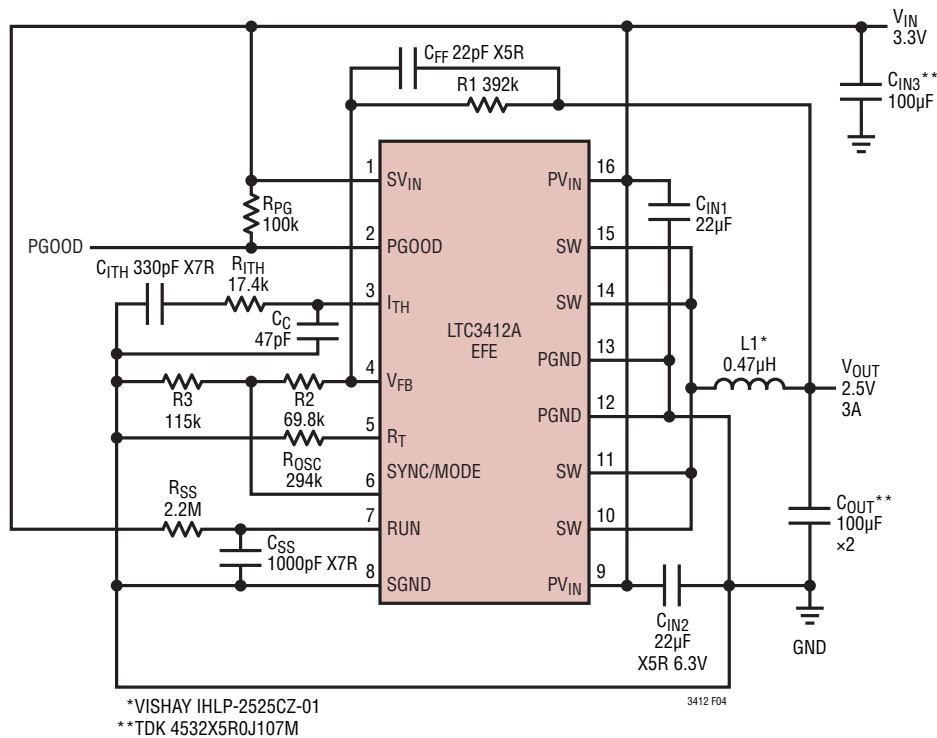 VIN
3.3V
CFF 22pF X5R
R1 392k
CIN3**
100µF
1
SVIN
PVIN
16
RPG
100k
CIN1
22µF
PGOOD
2
PGOOD
SW
15
CITH 330pF X7R
RITH
17.4k
3
ITH
SW
14
CC
47pF
LTC3412A
EFE
PGND
13
L1*
0.47µH
VOUT
2.5V
3A
4
VFB
PGND
12
R3
115k
R2
69.8k
5
RT
ROSC
294k
SYNC/MODE
6
SW
11
RSS
2.2M
7
RUN
SW
10
COUT**
100µF
×2
CSS
1000pF X7R
8
SGND
PVIN
9
CIN2
22µF
X5R 6.3V
GND
*VISHAY IHLP-2525CZ-01
**TDK 4532X5R0J107M
3412 F04